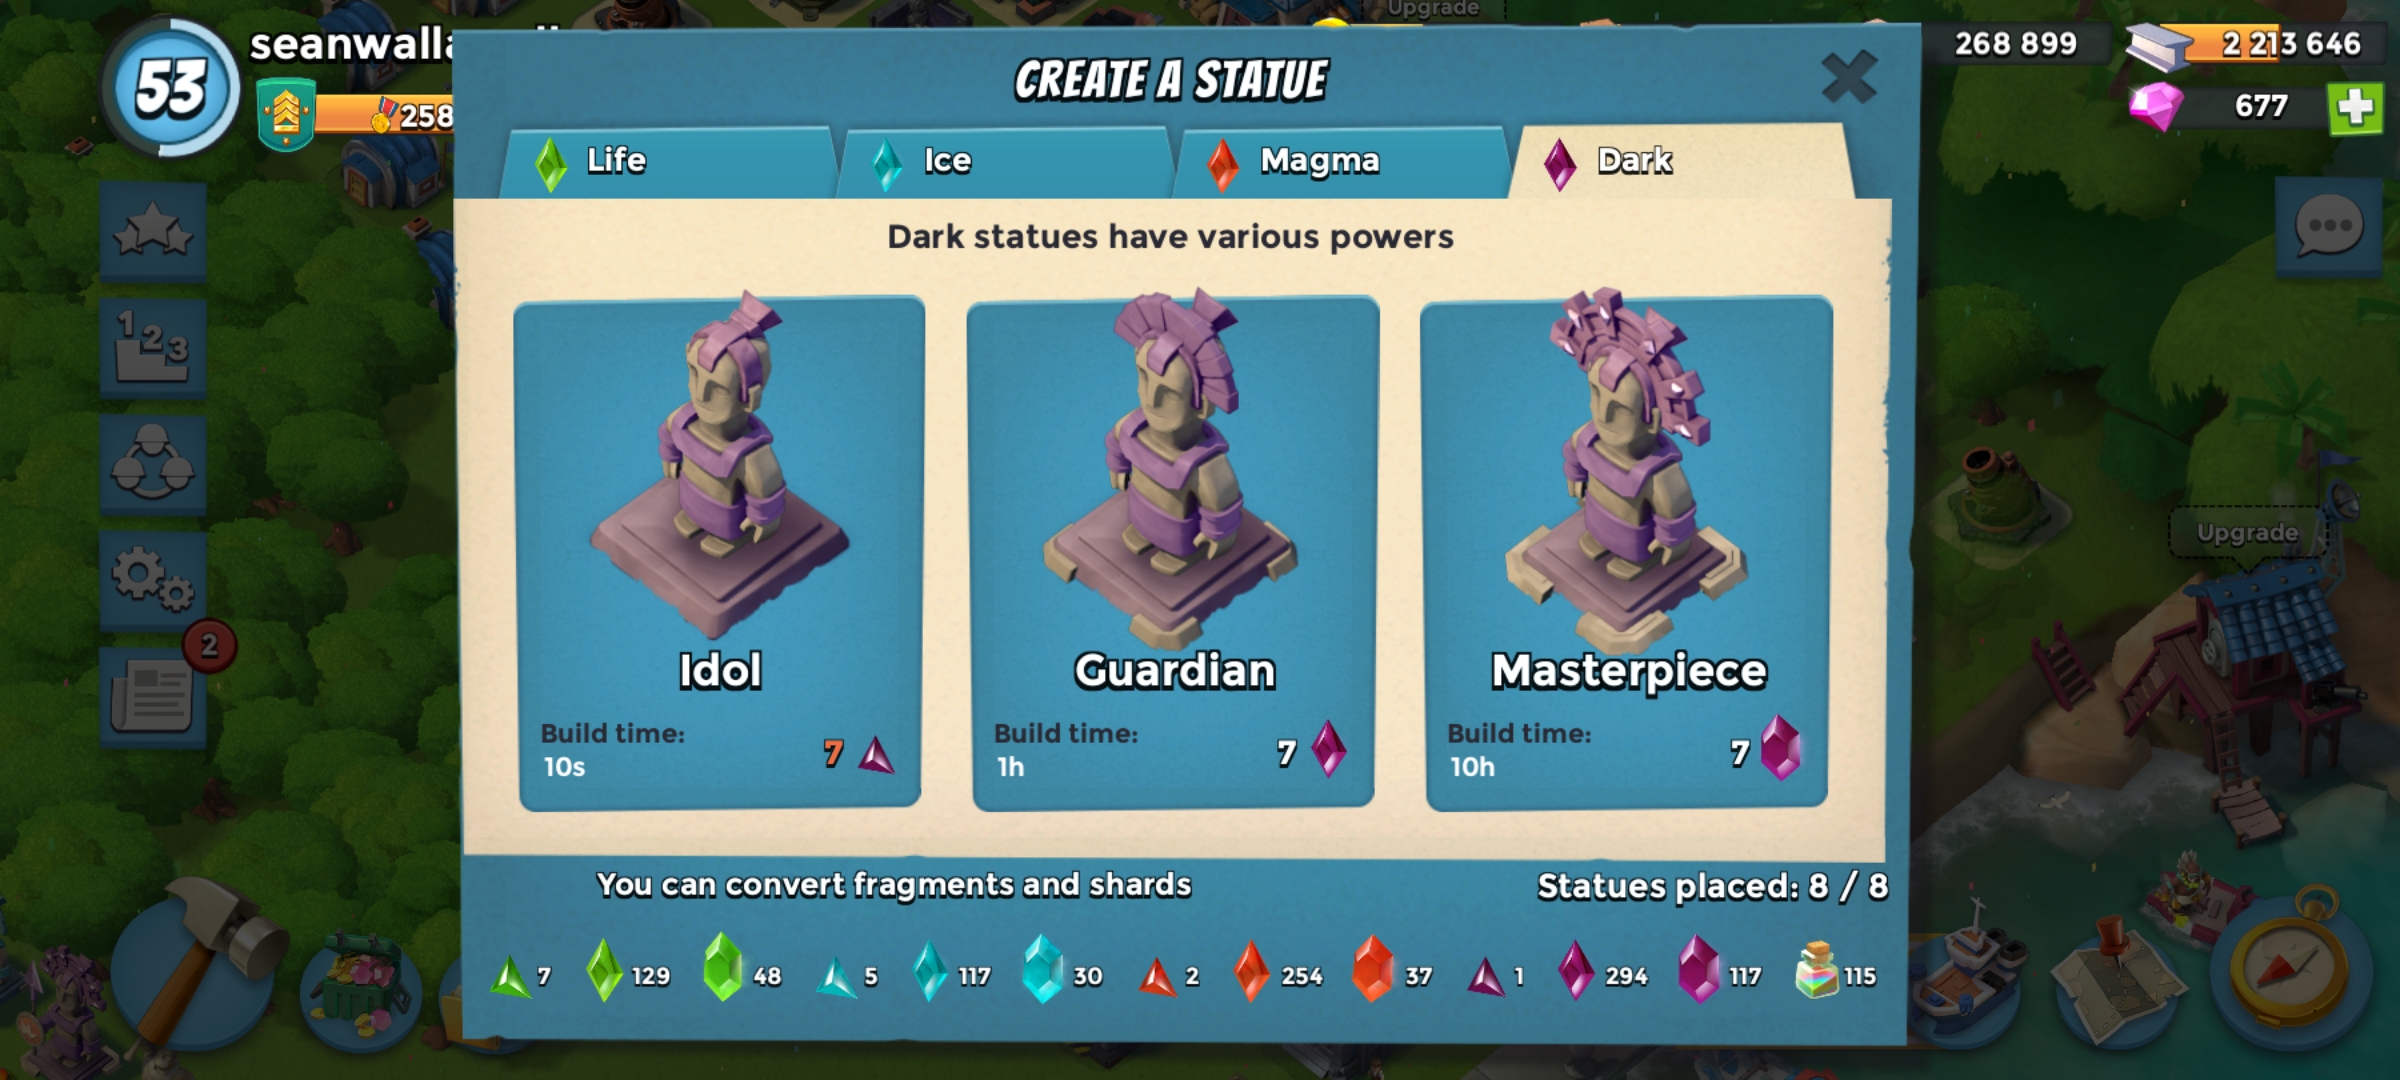 Upgrade
53
258
CREATE A STATUE
268 899
2 213 646
677
Life
Ice
Magma
Dark
Dark statues have various powers
1 2 3
2
Upgrade
Idol
Build time:
10s
7
Guardian
Build time:
1h
7
Masterpiece
Build time:
10h
7
You can convert fragments and shards
Statues placed: 8 / 8
7
129
48
5
117
30
2
254
37
1
294
117
115